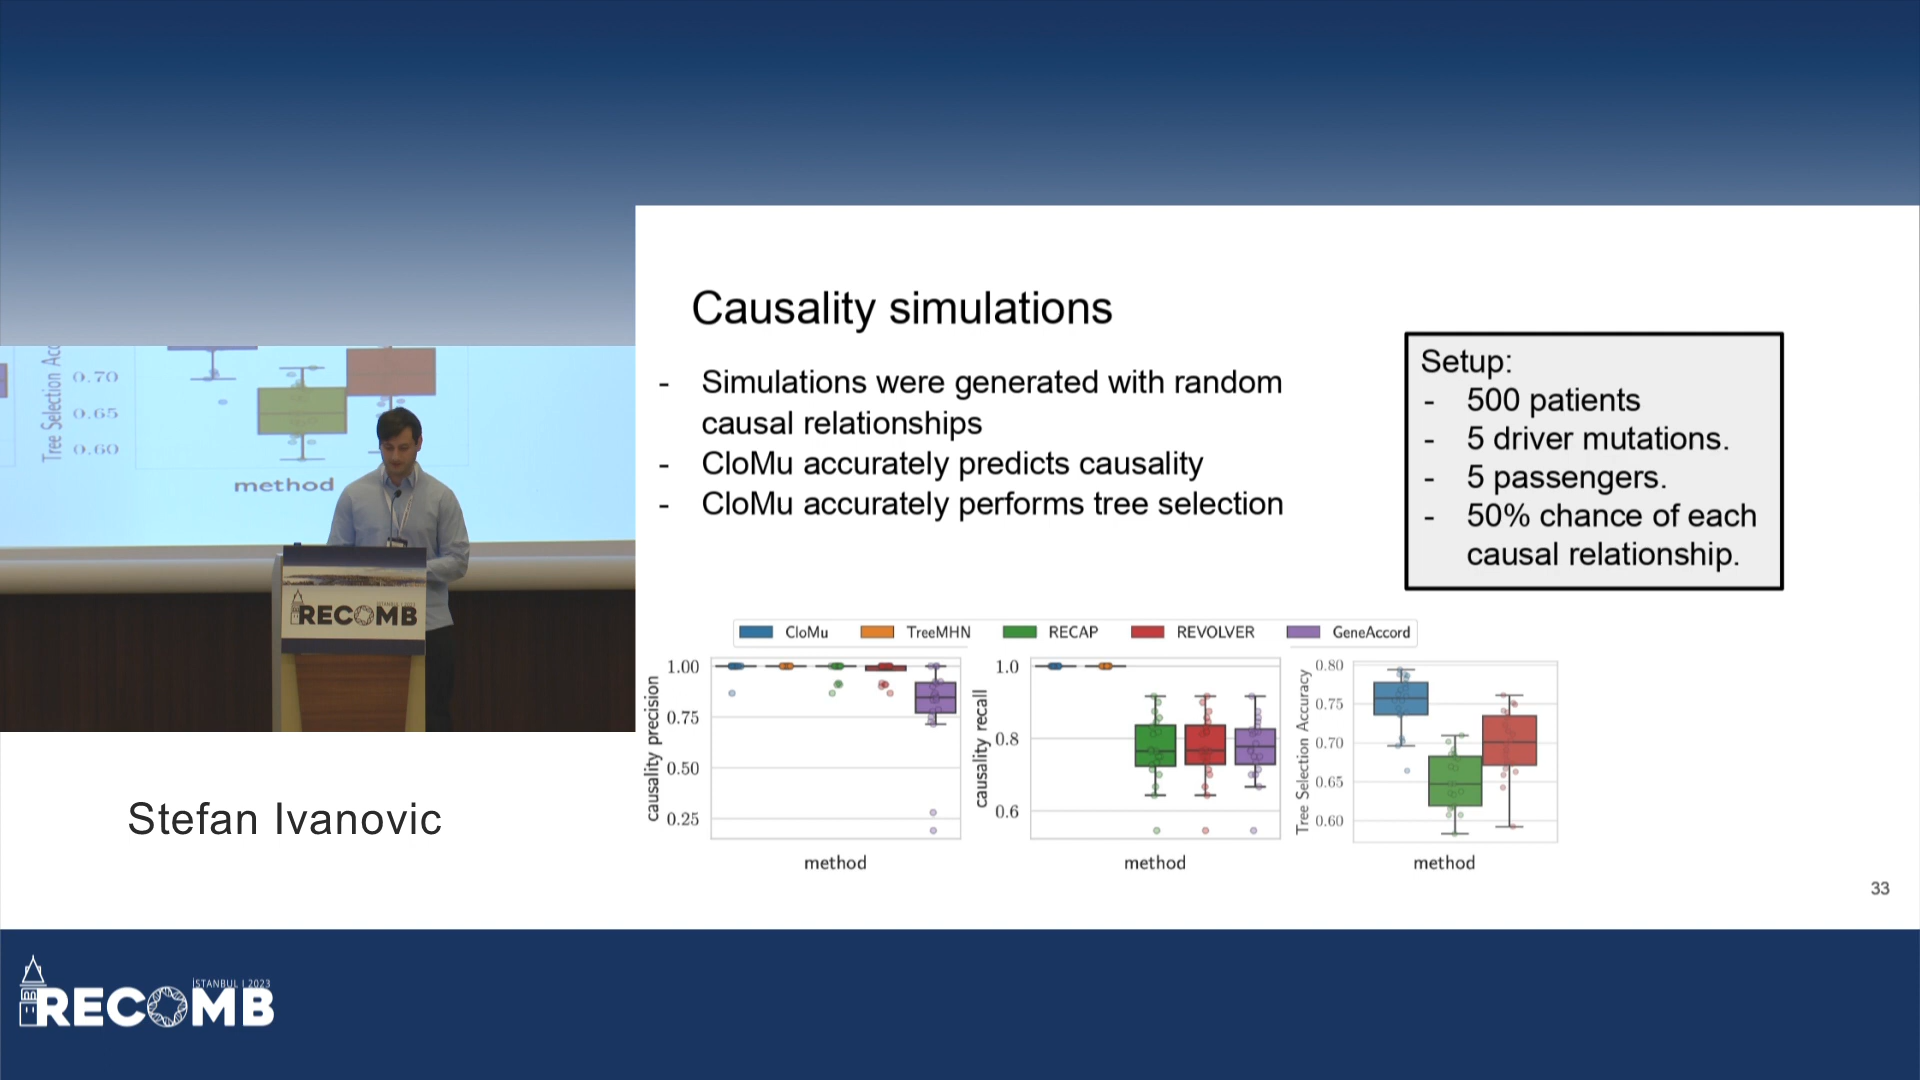 Causality simulations
- Simulations were generated with random
causal relationships
- CloMu accurately predicts causality
- CloMu accurately performs tree selection
Setup:
- 500 patients
- 5 driver mutations.
- 5 passengers.
- 50% chance of each
causal relationship.
CloMu TreeMHN RECAP REVOLVER GeneAccord
causality precision
1.00
0.75
0.50
0.25
method
causality recall
1.0
0.8
0.6
method
Tree Selection Accuracy
0.80
0.75
0.70
0.65
0.60
method
33
Tree Selection Acc
0.70
0.65
0.60
method
RECOMB
Stefan Ivanovic
İSTANBUL | 2023
RECOMB